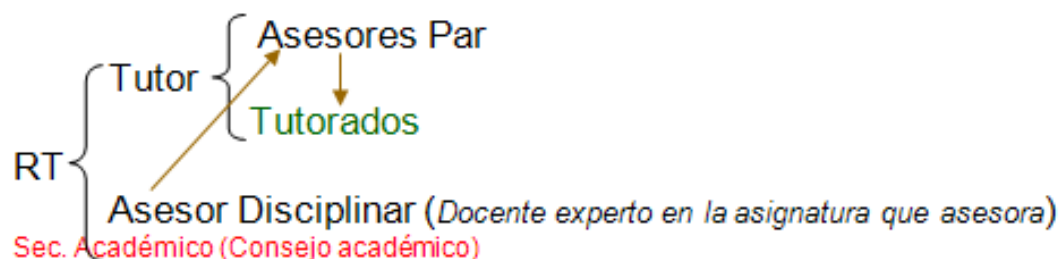 Asesores Par
Tutor
Tutorados
RT
Asesor Disciplinar (Docente experto en la asignatura que asesora)
Sec. Académico (Consejo académico)